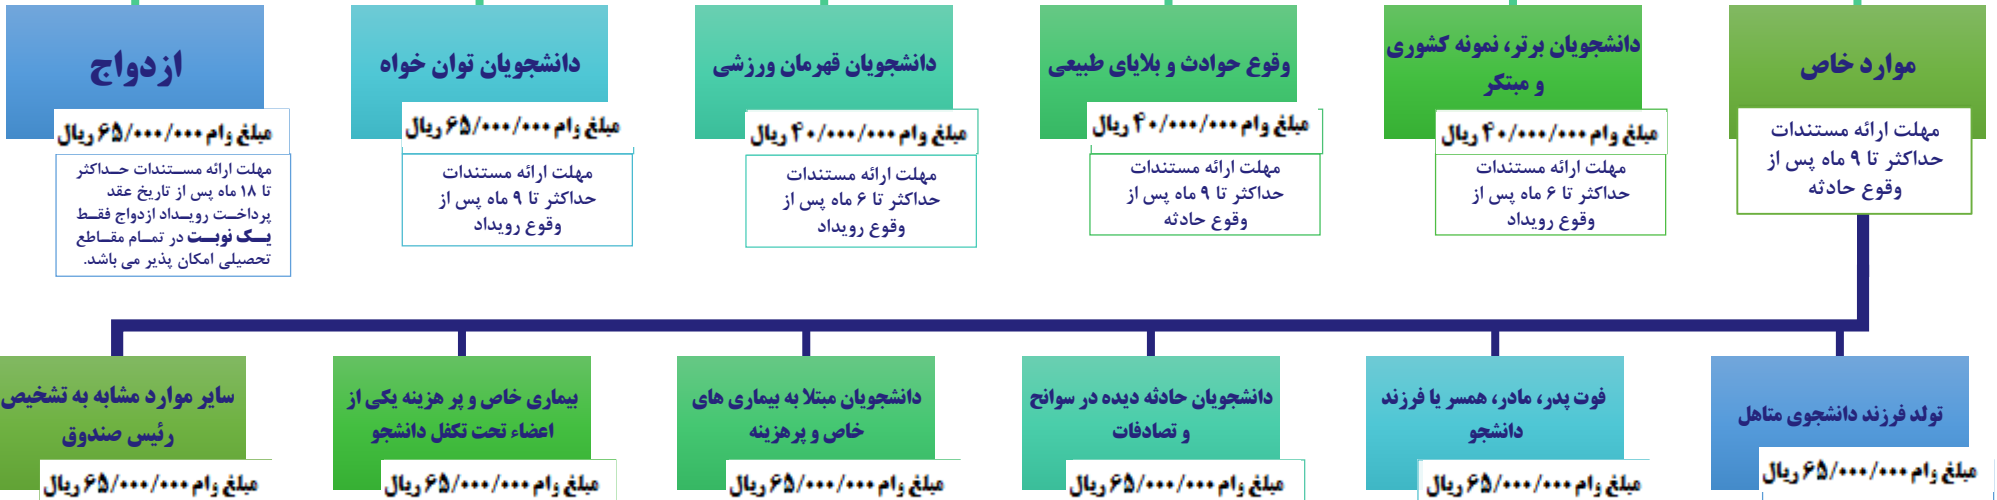 موارد خاص
مهلت ارائه مستندات
حداکثر تا ۹ ماه پس از
وقوع حادثه
دانشجویان برتر، نمونه کشوری
و مبتکر
مبلغ وام ۴۰/۰۰۰/۰۰۰ ریال
مهلت ارائه مستندات
حداکثر تا ۶ ماه پس از
وقوع رویداد
وقوع حوادث و بلایای طبیعی
مبلغ وام ۴۰/۰۰۰/۰۰۰ ریال
مهلت ارائه مستندات
حداکثر تا ۹ ماه پس از
وقوع حادثه
دانشجویان قهرمان ورزشی
مبلغ وام ۴۰/۰۰۰/۰۰۰ ریال
مهلت ارائه مستندات
حداکثر تا ۶ ماه پس از
وقوع رویداد
دانشجویان توان خواه
مبلغ وام ۶۵/۰۰۰/۰۰۰ ریال
مهلت ارائه مستندات
حداکثر تا ۹ ماه پس از
وقوع رویداد
ازدواج
مبلغ وام ۶۵/۰۰۰/۰۰۰ ریال
مهلت ارائه مستندات حداکثر
تا ۱۸ ماه پس از تاریخ عقد
پرداخت رویداد ازدواج فقط
یک نوبت در تمام مقاطع
تحصیلی امکان پذیر می باشد.
تولد فرزند دانشجوی متاهل
مبلغ وام ۶۵/۰۰۰/۰۰۰ ریال
فوت پدر، مادر، همسر یا فرزند
دانشجو
مبلغ وام ۶۵/۰۰۰/۰۰۰ ریال
دانشجویان حادثه دیده در سوانح
و تصادفات
مبلغ وام ۶۵/۰۰۰/۰۰۰ ریال
دانشجویان مبتلا به بیماری های
خاص و پرهزینه
مبلغ وام ۶۵/۰۰۰/۰۰۰ ریال
بیماری خاص و پر هزینه یکی از
اعضاء تحت تکفل دانشجو
مبلغ وام ۶۵/۰۰۰/۰۰۰ ریال
سایر موارد مشابه به تشخیص
رئیس صندوق
مبلغ وام ۶۵/۰۰۰/۰۰۰ ریال